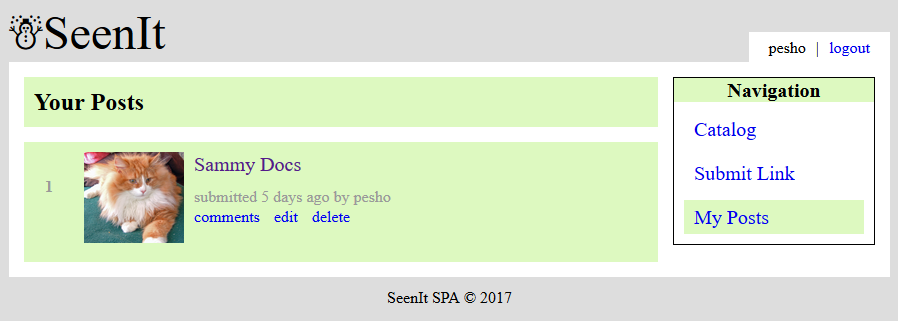 ☃SeenIt
pesho | logout
Your Posts
1
Sammy Docs
submitted 5 days ago by pesho
comments edit delete
Navigation
Catalog
Submit Link
My Posts
SeenIt SPA © 2017